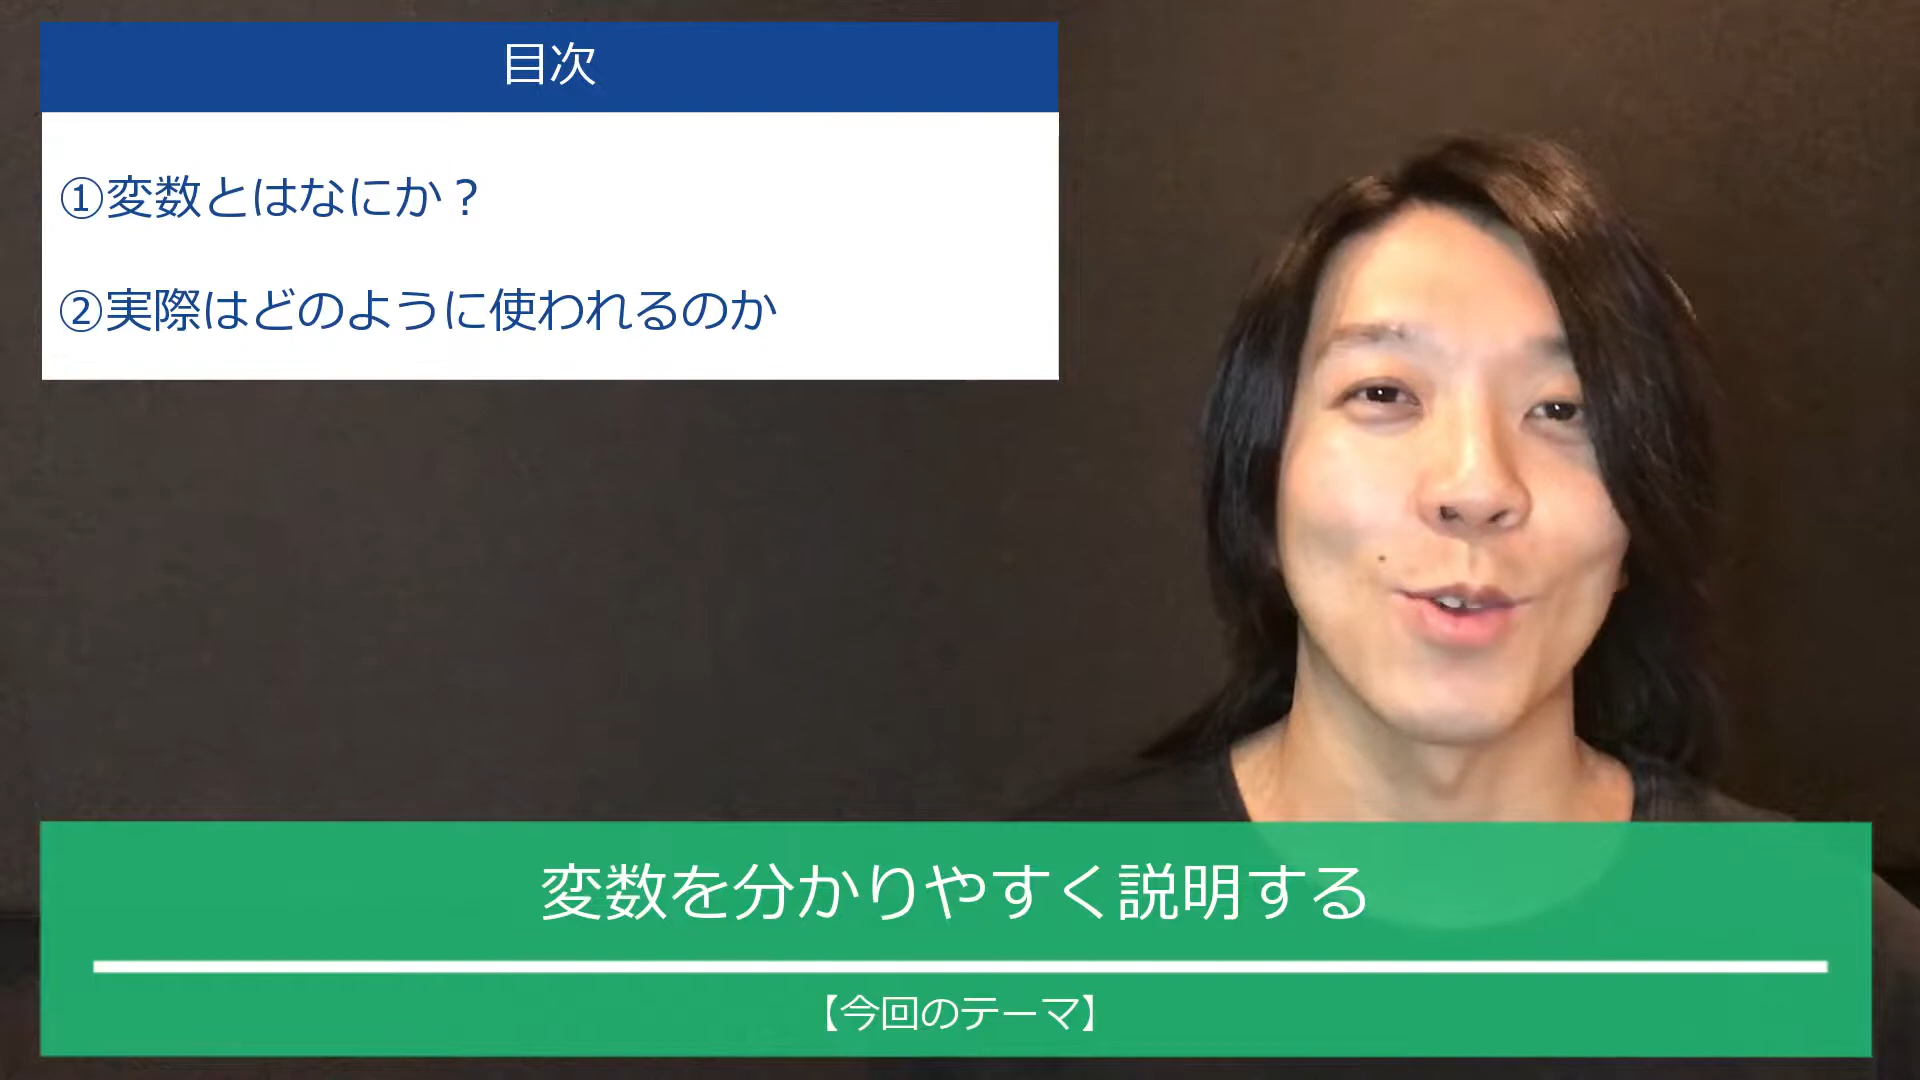 目次
①変数とはなにか？
②実際はどのように使われるのか
変数を分かりやすく説明する
【今回のテーマ】